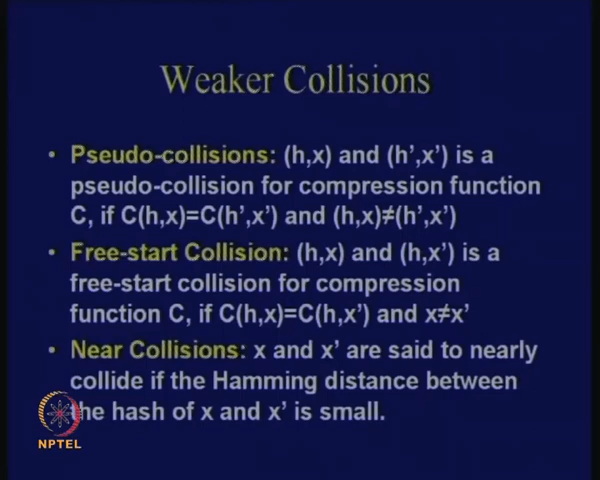 Weaker Collisions
• Pseudo-collisions: (h,x) and (h',x') is a
pseudo-collision for compression function
C, if C(h,x)=C(h',x') and (h,x)≠(h',x')
• Free-start Collision: (h,x) and (h,x') is a
free-start collision for compression
function C, if C(h,x)=C(h,x') and x≠x'
• Near Collisions: x and x' are said to nearly
collide if the Hamming distance between
the hash of x and x' is small.
NPTEL